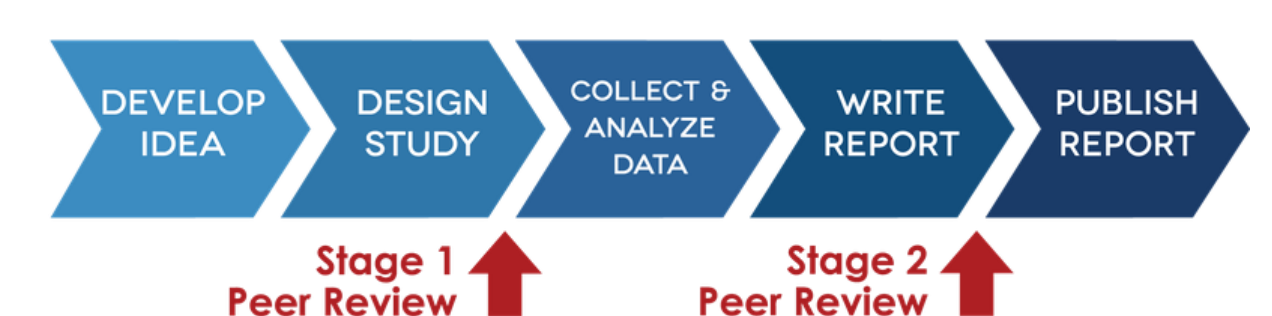 DEVELOP
IDEA
DESIGN
STUDY
COLLECT &
ANALYZE
DATA
WRITE
REPORT
PUBLISH
REPORT
Stage 1
Peer Review
Stage 2
Peer Review